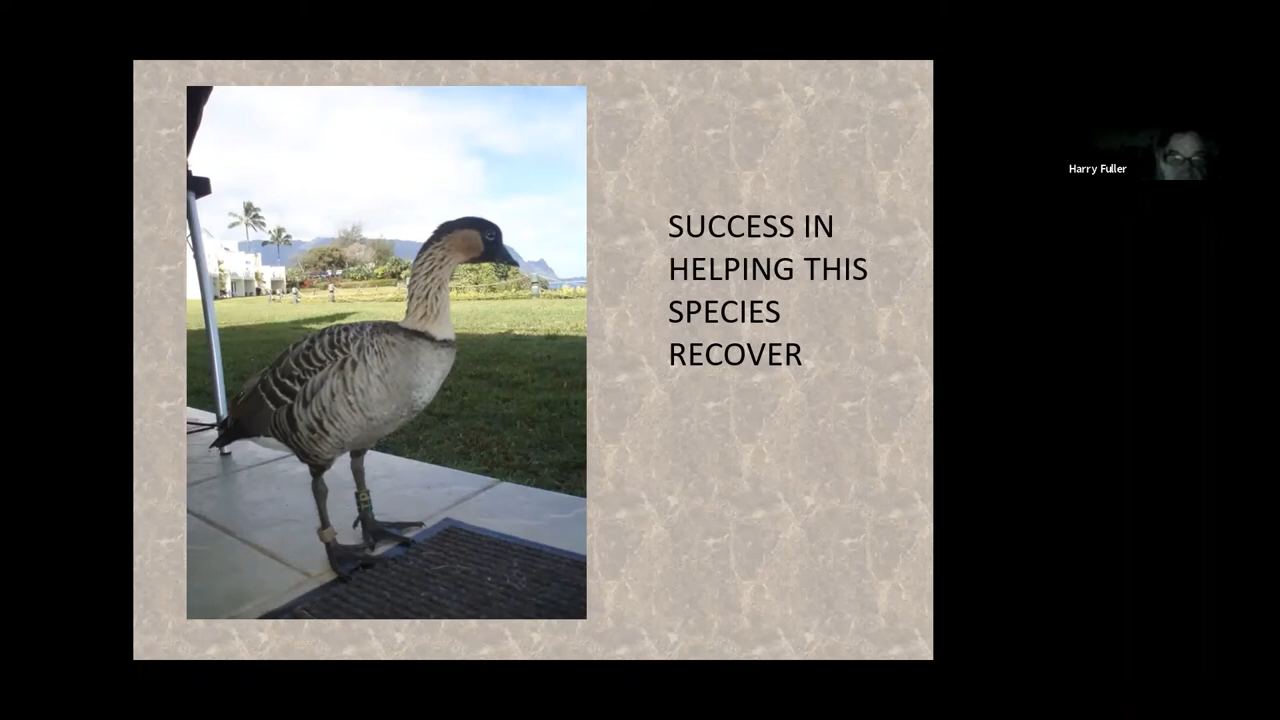 SUCCESS IN
HELPING THIS
SPECIES
RECOVER
Harry Fuller